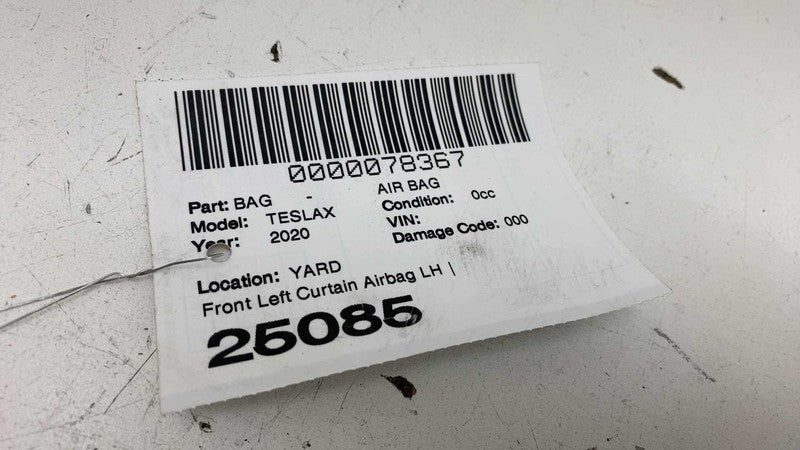 0000078367
Part: BAG - AIR BAG
Model: TESLAX Condition: 0cc
Year: 2020 VIN:
Damage Code: 000
Location: YARD
Front Left Curtain Airbag LH |
25085